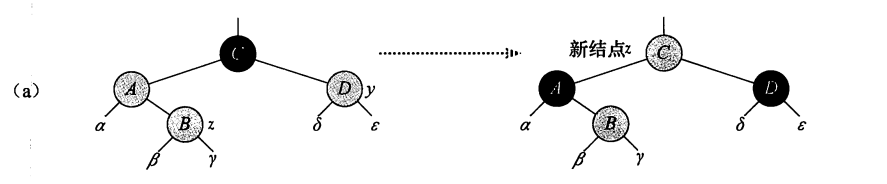 C 新结点z C
(a) A D y A D
α B z δ ε α B δ ε
β γ β γ